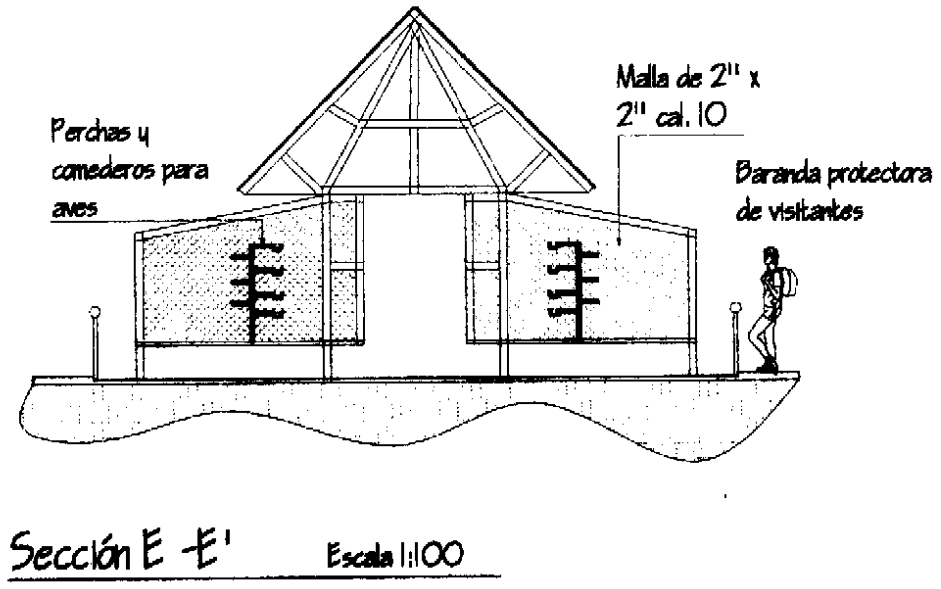 Malla de 2" x
2" cal. 10
Perchas y
comederos para
aves
Baranda protectora
de visitantes
Sección E -E'
Escala 1:100